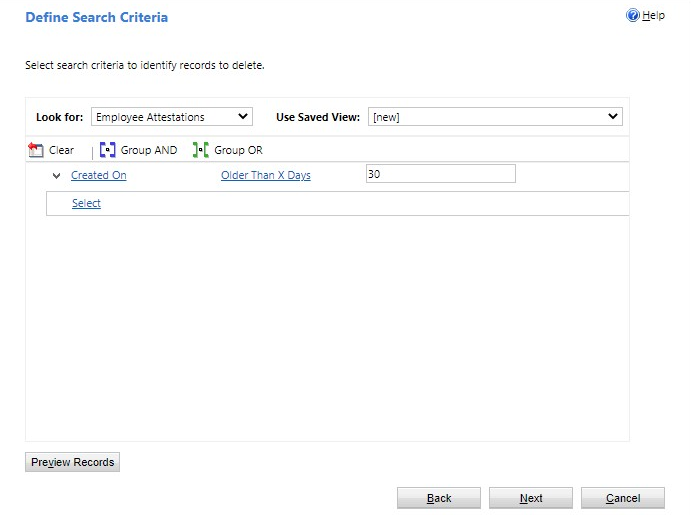 Define Search Criteria
Help
Select search criteria to identify records to delete.
Look for: Employee Attestations Use Saved View: [new]
Clear Group AND Group OR
Created On Older Than X Days 30
Select
Preview Records
Back Next Cancel